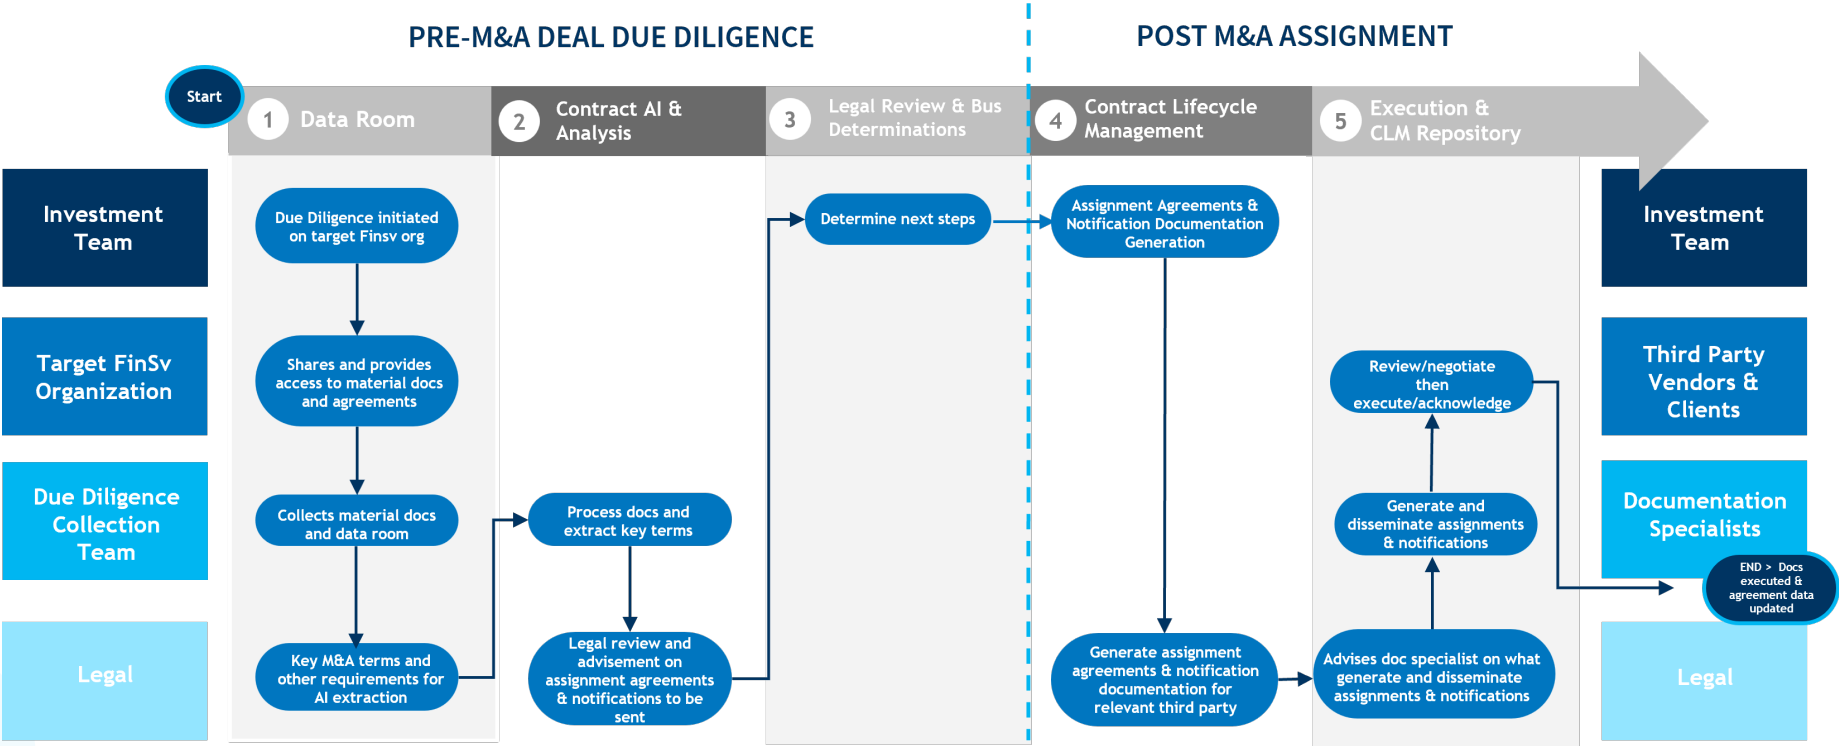 PRE-M&A DEAL DUE DILIGENCE
POST M&A ASSIGNMENT
Start
1
Data Room
2
Contract AI &
Analysis
3
Legal Review & Bus
Determinations
4
Contract Lifecycle
Management
5
Execution &
CLM Repository
Investment
Team
Due Diligence initiated
on target Finsv org
Determine next steps
Assignment Agreements &
Notification Documentation
Generation
Investment
Team
Target FinSv
Organization
Shares and provides
access to material docs
and agreements
Review/negotiate
then
execute/acknowledge
Third Party
Vendors &
Clients
Due Diligence
Collection
Team
Collects material docs
and data room
Process docs and
extract key terms
Generate and
disseminate assignments
& notifications
Documentation
Specialists
END > Docs
executed &
agreement data
updated
Legal
Key M&A terms and
other requirements for
AI extraction
Legal review and
advisement on
assignment agreements
& notifications to be
sent
Generate assignment
agreements & notification
documentation for
relevant third party
Advises doc specialist on what
generate and disseminate
assignments & notifications
Legal